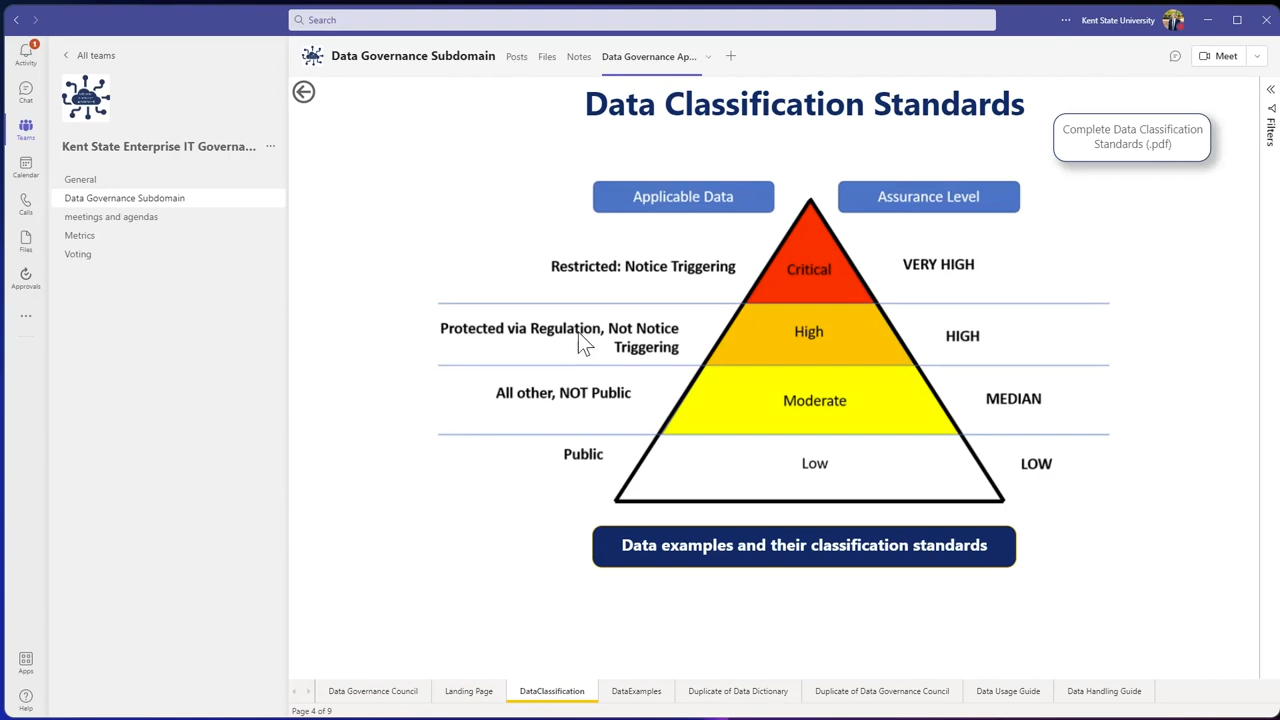 Search
Kent State University
1
Activity
Chat
Teams
Calendar
Calls
Files
Approvals
Apps
Help
All teams
Kent State Enterprise IT Governa...
General
Data Governance Subdomain
meetings and agendas
Metrics
Voting
Data Governance Subdomain
Posts
Files
Notes
Data Governance Ap...
Meet
Filters
Data Classification Standards
Complete Data Classification
Standards (.pdf)
Applicable Data
Assurance Level
Restricted: Notice Triggering
Critical
VERY HIGH
Protected via Regulation, Not Notice
Triggering
High
HIGH
All other, NOT Public
Moderate
MEDIAN
Public
Low
LOW
Data examples and their classification standards
Data Governance Council
Landing Page
DataClassification
DataExamples
Duplicate of Data Dictionary
Duplicate of Data Governance Council
Data Usage Guide
Data Handling Guide
Page 4 of 9